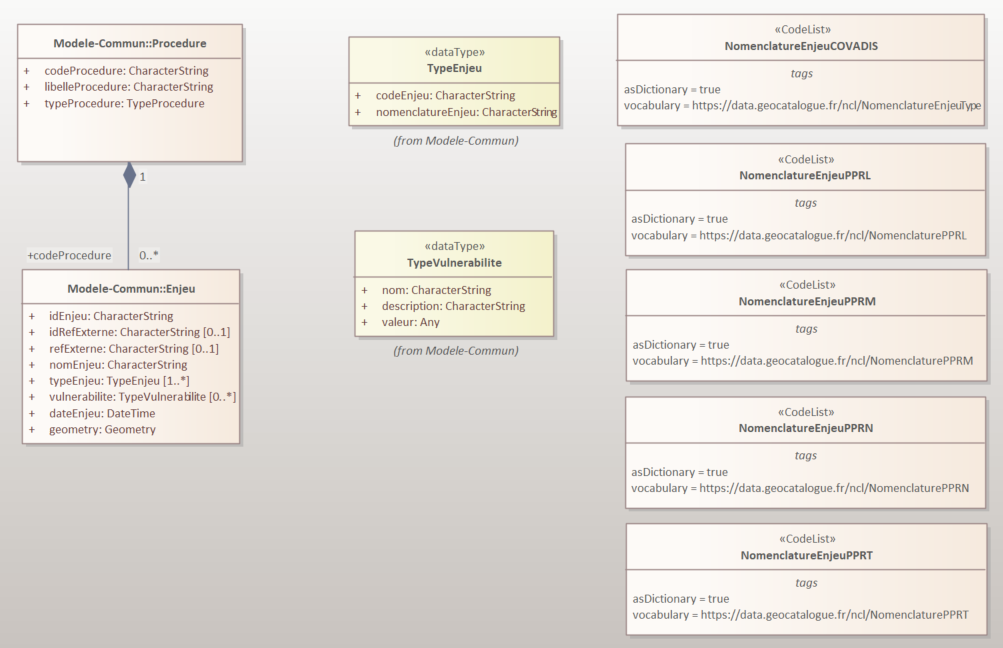 Modele-Commun::Procedure
+ codeProcedure: CharacterString
+ libelleProcedure: CharacterString
+ typeProcedure: TypeProcedure
1
+codeProcedure
0..*
Modele-Commun::Enjeu
+ idEnjeu: CharacterString
+ idRefExterne: CharacterString [0..1]
+ refExterne: CharacterString [0..1]
+ nomEnjeu: CharacterString
+ typeEnjeu: TypeEnjeu [1..*]
+ vulnerabilite: TypeVulnerabilite [0..*]
+ dateEnjeu: DateTime
+ geometry: Geometry
«dataType»
TypeEnjeu
+ codeEnjeu: CharacterString
+ nomenclatureEnjeu: CharacterString
(from Modele-Commun)
«dataType»
TypeVulnerabilite
+ nom: CharacterString
+ description: CharacterString
+ valeur: Any
(from Modele-Commun)
«CodeList»
NomenclatureEnjeuCOVADIS
tags
asDictionary = true
vocabulary = https://data.geocatalogue.fr/ncl/NomenclatureEnjeuType
«CodeList»
NomenclatureEnjeuPPRL
tags
asDictionary = true
vocabulary = https://data.geocatalogue.fr/ncl/NomenclaturePPRL
«CodeList»
NomenclatureEnjeuPPRM
tags
asDictionary = true
vocabulary = https://data.geocatalogue.fr/ncl/NomenclaturePPRM
«CodeList»
NomenclatureEnjeuPPRN
tags
asDictionary = true
vocabulary = https://data.geocatalogue.fr/ncl/NomenclaturePPRN
«CodeList»
NomenclatureEnjeuPPRT
tags
asDictionary = true
vocabulary = https://data.geocatalogue.fr/ncl/NomenclaturePPRT